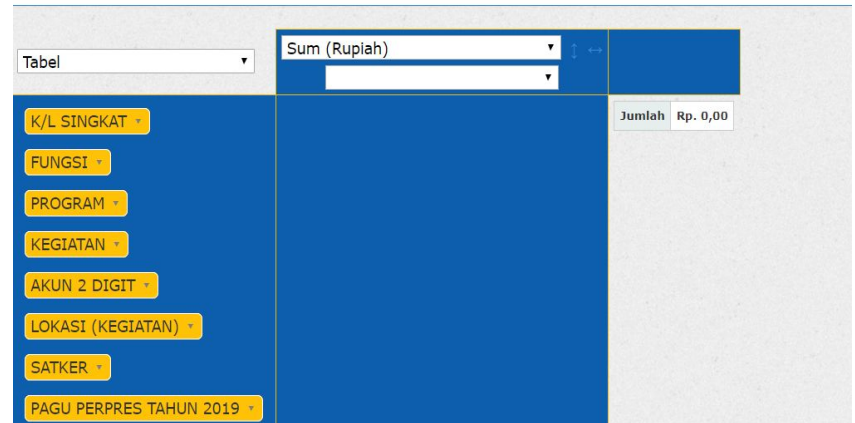 Tabel
Sum (Rupiah)
K/L SINGKAT
FUNGSI
PROGRAM
KEGIATAN
AKUN 2 DIGIT
LOKASI (KEGIATAN)
SATKER
PAGU PERPRES TAHUN 2019
Jumlah Rp. 0,00